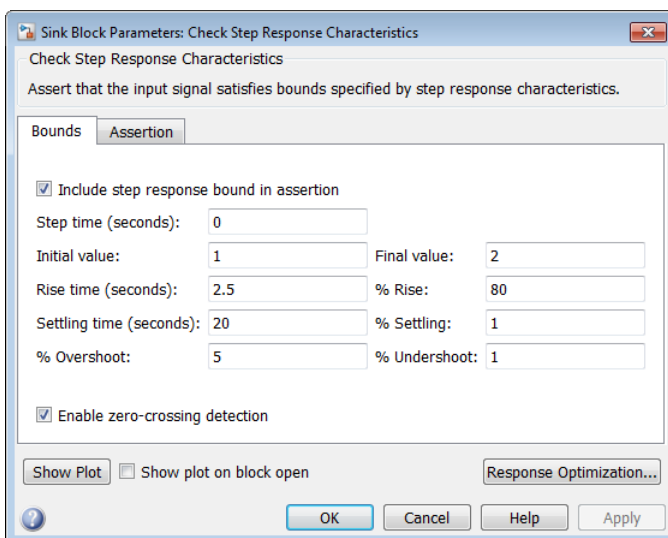 Sink Block Parameters: Check Step Response Characteristics
Check Step Response Characteristics
Assert that the input signal satisfies bounds specified by step response characteristics.
Bounds Assertion
Include step response bound in assertion
Step time (seconds): 0
Initial value: 1 Final value: 2
Rise time (seconds): 2.5 % Rise: 80
Settling time (seconds): 20 % Settling: 1
% Overshoot: 5 % Undershoot: 1
Enable zero-crossing detection
Show Plot Show plot on block open Response Optimization...
? OK Cancel Help Apply